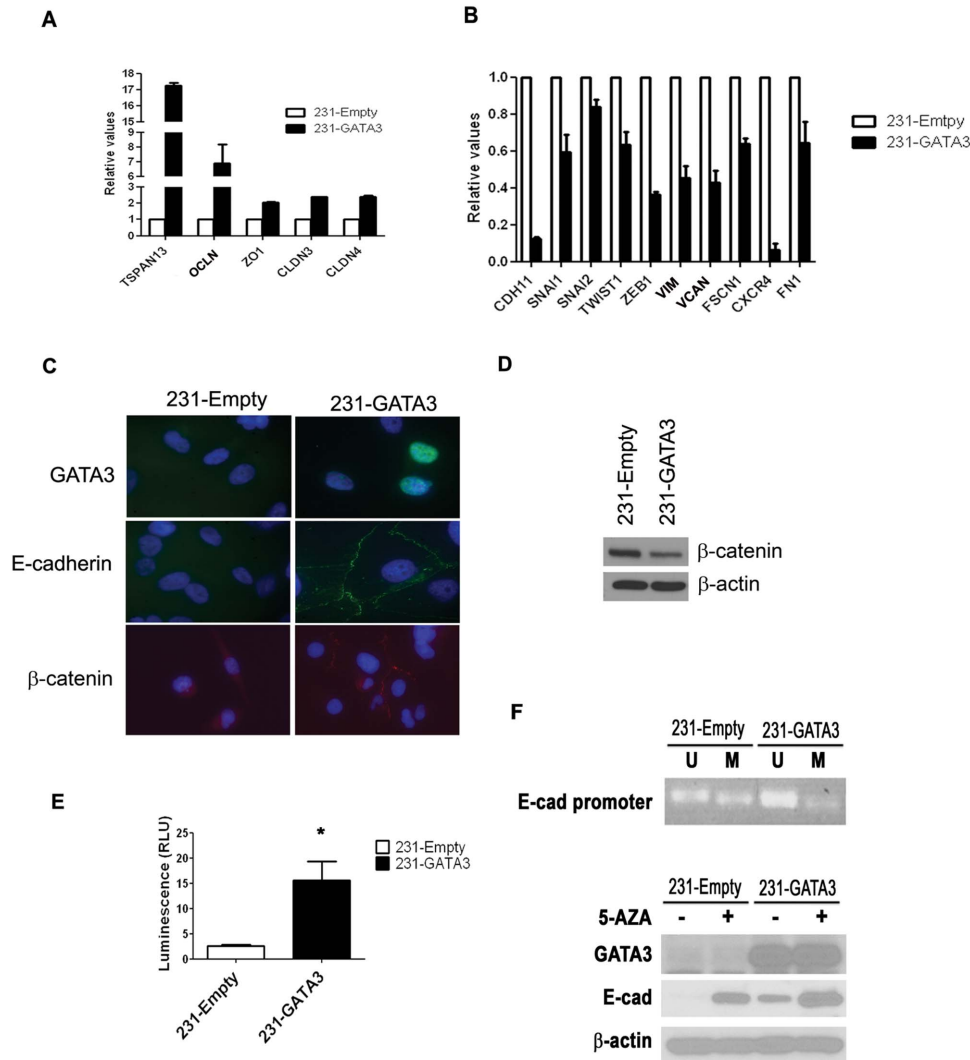 A
Relative values
18
17
16
15
14
13
9
8
7
6
5
3
2
1
0
231-Empty
231-GATA3
TSPAN13
OCLN
ZO1
CLDN3
CLDN4
B
Relative values
1.0
0.8
0.6
0.4
0.2
0.0
231-Emtpy
231-GATA3
CDH11
SNAI1
SNAI2
TWIST1
ZEB1
VIM
VCAN
FSCN1
CXCR4
FN1
C
231-Empty 231-GATA3
GATA3
E-cadherin
β-catenin
D
231-Empty
231-GATA3
β-catenin
β-actin
E
Luminescence (RLU)
25
20
15
10
5
0
*
231-Empty
231-GATA3
231-Empty
231-GATA3
F
231-Empty 231-GATA3
U M U M
E-cad promoter
231-Empty 231-GATA3
5-AZA - + - +
GATA3
E-cad
β-actin